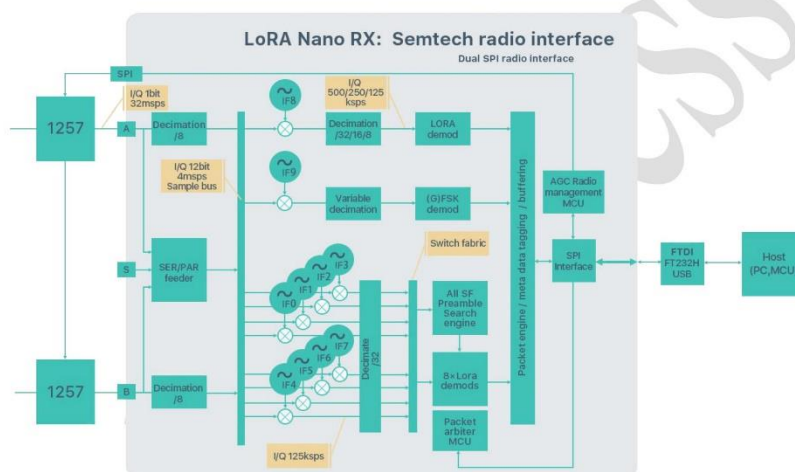 LoRA Nano RX: Semtech radio interface
Dual SPI radio interface
SPI
I/Q 1bit
32msps
1257
A
Decimation
/8
IF8
I/Q
500/250/125
ksps
Decimation
/32/16/8
LORA
demod
I/Q 12bit
4msps
Sample bus
IF9
Variable
decimation
(G)FSK
demod
Packet engine / meta data tagging / buffering
AGC Radio
management
MCU
Switch fabric
S
SER/PAR
feeder
IF3
IF2
IF1
IF0
SPI
Interface
FTDI
FT232H
USB
Host
(PC,MCU)
All SF
Preamble
Search
engine
Decimate
/32
IF7
IF6
IF5
IF4
8×Lora
demods
1257
B
Decimation
/8
Packet
arbiter
MCU
I/Q 125ksps